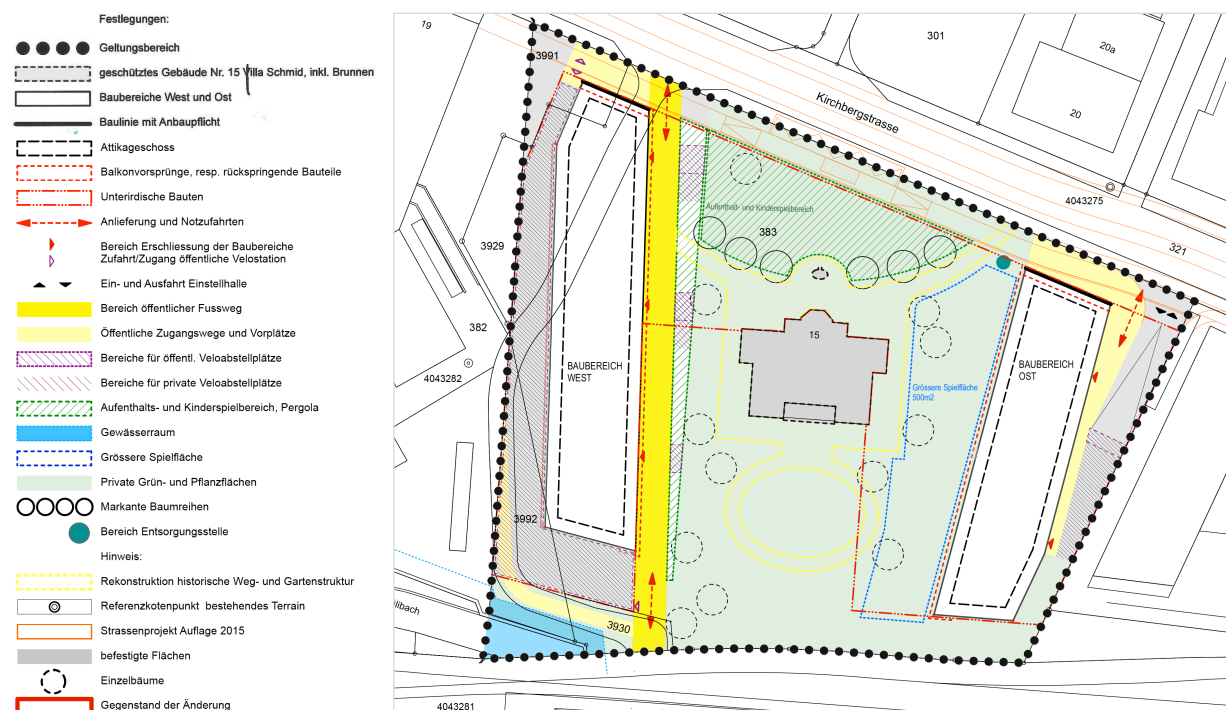 Festlegungen:
Geltungsbereich
geschütztes Gebäude Nr. 15 Villa Schmid, inkl. Brunnen
Baubereiche West und Ost
Baulinie mit Anbaupflicht
Attikageschoss
Balkonvorsprünge, resp. rückspringende Bauteile
Unterirdische Bauten
Anlieferung und Notzufahrten
Bereich Erschliessung der Baubereiche
Zufahrt/Zugang öffentliche Velostation
Ein- und Ausfahrt Einstellhalle
Bereich öffentlicher Fussweg
Öffentliche Zugangswege und Vorplätze
Bereiche für öffentl. Veloabstellplätze
Bereiche für private Veloabstellplätze
Aufenthalts- und Kinderspielbereich, Pergola
Gewässerraum
Grössere Spielfläche
Private Grün- und Pflanzflächen
Markante Baumreihen
Bereich Entsorgungsstelle
Hinweis:
Rekonstruktion historische Weg- und Gartenstruktur
Referenzkotenpunkt bestehendes Terrain
Strassenprojekt Auflage 2015
befestigte Flächen
Einzelbäume
Gegenstand der Änderung
19
301
20a
3991
Kirchbergstrasse
20
4043275
Aufenthalt- und Kinderspielbereich
383
3929
321
382
15
BAUBEREICH
WEST
BAUBEREICH
OST
4043282
Grössere Spielfläche
500m2
3992
3930
4043281